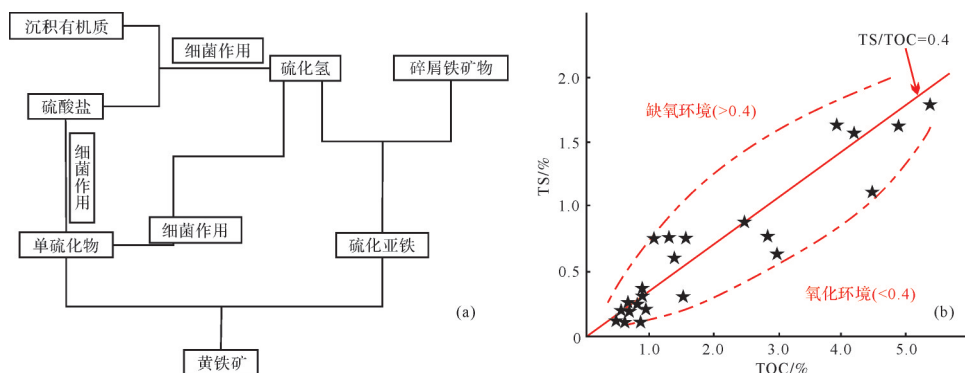 沉积有机质
细菌作用
硫化氢
碎屑铁矿物
硫酸盐
细菌作用
细菌作用
单硫化物
硫化亚铁
黄铁矿
(a)
TS/TOC=0.4
缺氧环境(>0.4)
氧化环境(<0.4)
(b)
TS/%
2.0
1.5
1.0
0.5
0
1.0 2.0 3.0 4.0 5.0
TOC/%